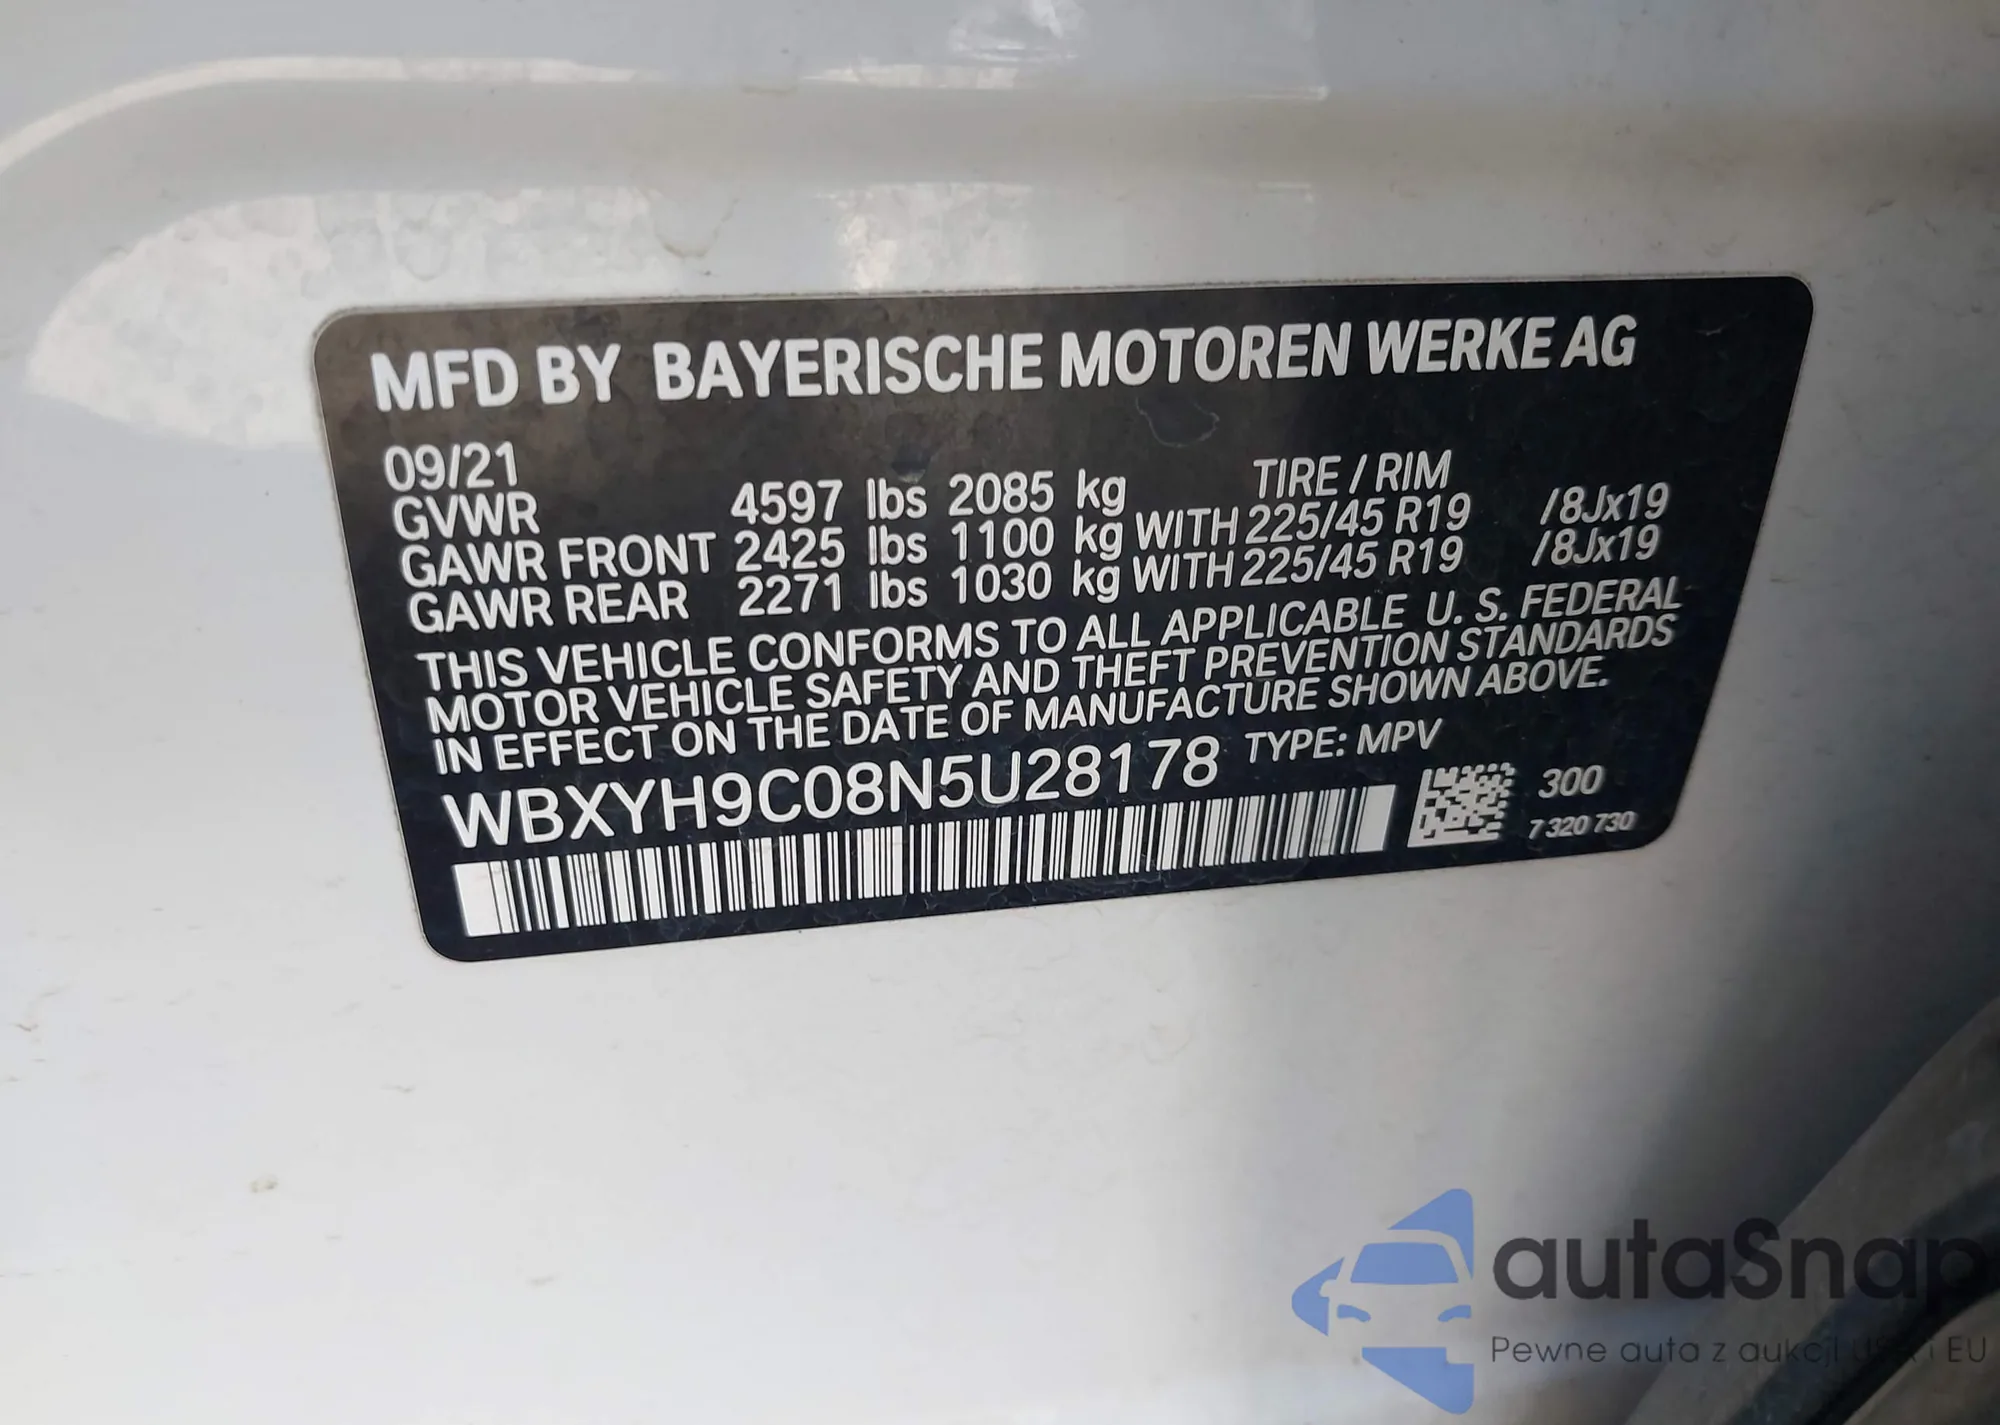 MFD BY BAYERISCHE MOTOREN WERKE AG
09/21 TIRE / RIM
GVWR 4597 lbs 2085 kg
GAWR FRONT 2425 lbs 1100 kg WITH 225/45 R19 /8Jx19
GAWR REAR 2271 lbs 1030 kg WITH 225/45 R19 /8Jx19
THIS VEHICLE CONFORMS TO ALL APPLICABLE U. S. FEDERAL
MOTOR VEHICLE SAFETY AND THEFT PREVENTION STANDARDS
IN EFFECT ON THE DATE OF MANUFACTURE SHOWN ABOVE.
WBXYH9C08N5U28178 TYPE: MPV
300
7 320 730
autaSnap
Pewne auta z aukcji USA i EU